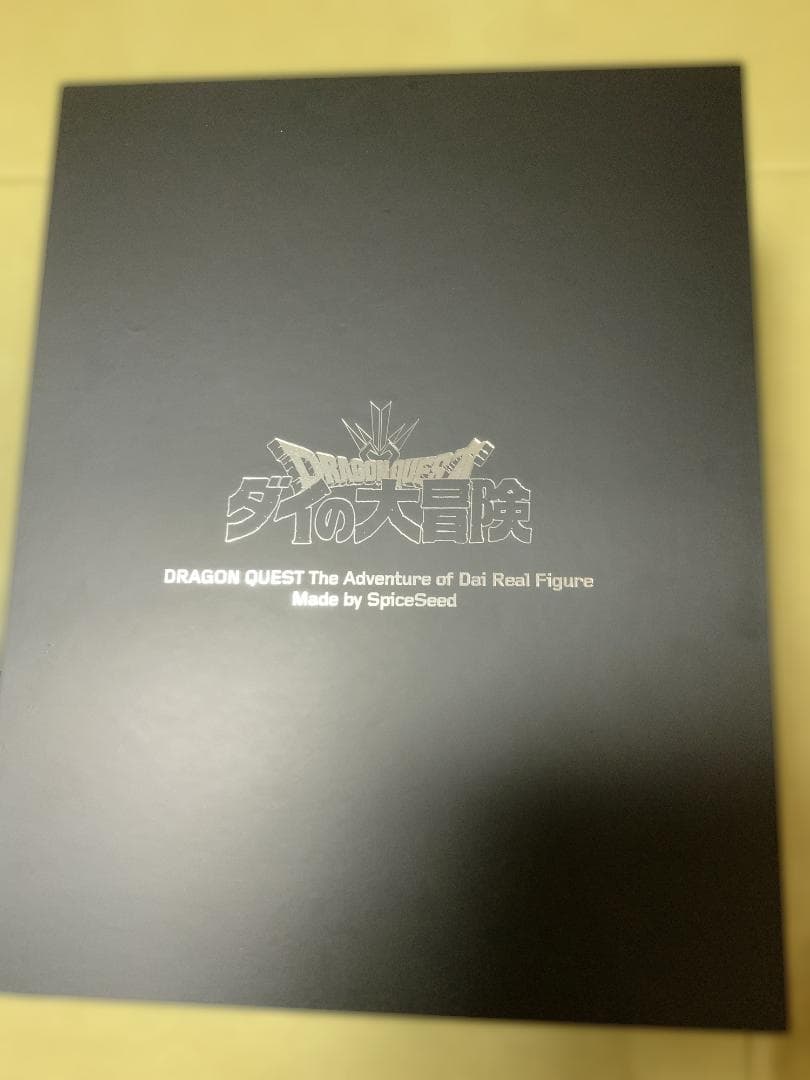 DRAGON QUEST
ダイの大冒険
DRAGON QUEST The Adventure of Dai Real Figure
Made by SpiceSeed